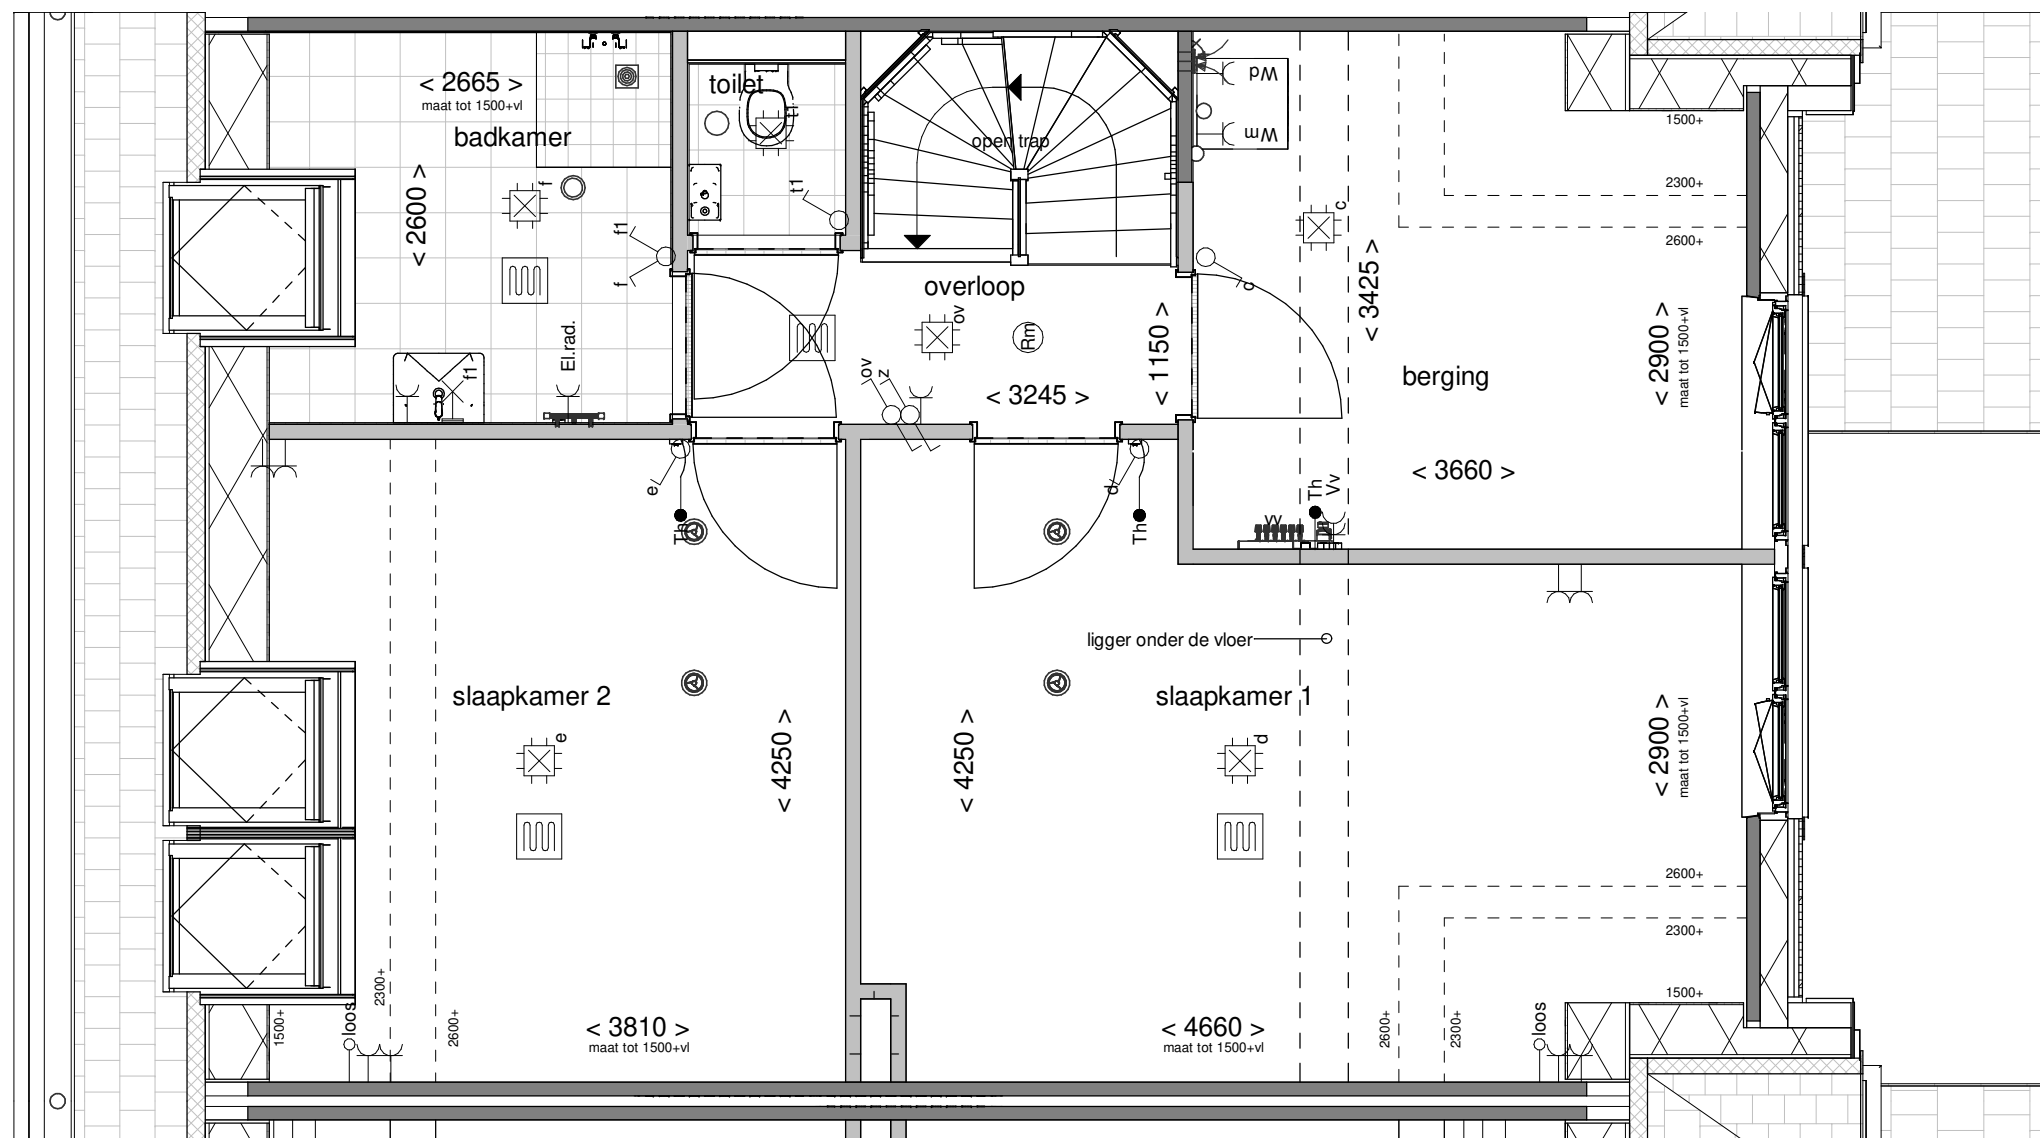 < 2665 >
maat tot 1500+vl
badkamer
< 2600 >
f
f1
f
El.rad.
f1
toilet
t1
t1
open trap
overloop
ov
Rm
ov
z
< 3245 >
< 1150 >
Wd
Wm
c
c
< 3425 >
berging
< 3660 >
Th
Vv
vv
1500+
2300+
2600+
< 2900 >
maat tot 1500+vl
e
Th
d
Th
ligger onder de vloer
slaapkamer 2
e
< 4250 >
< 3810 >
maat tot 1500+vl
1500+
loos
2300+
2600+
slaapkamer 1
d
< 4250 >
< 4660 >
maat tot 1500+vl
< 2900 >
maat tot 1500+vl
2600+
2300+
1500+
2600+
2300+
loos